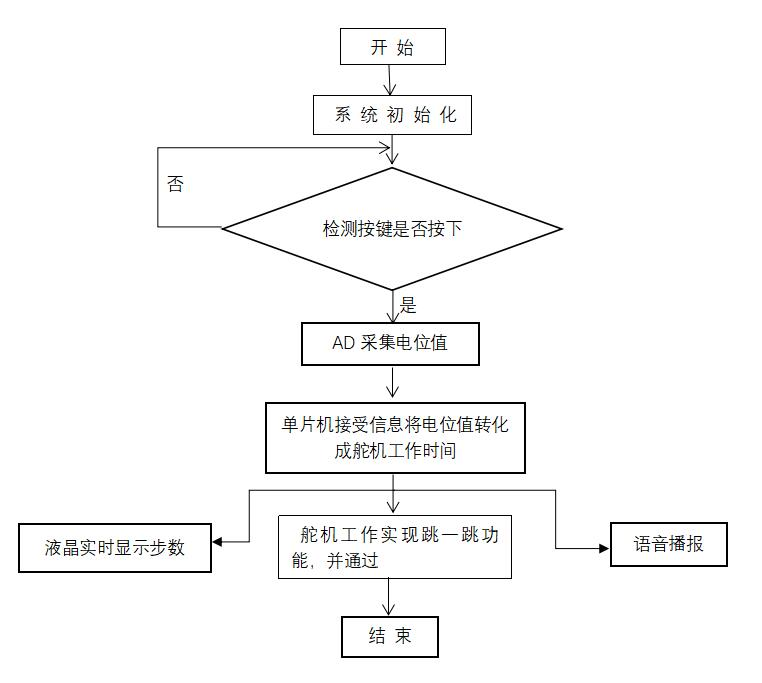 开 始
系 统 初 始 化
否
检测按键是否按下
是
AD 采集电位值
单片机接受信息将电位值转化
成舵机工作时间
液晶实时显示步数
舵机工作实现跳一跳功
能，并通过
语音播报
结 束